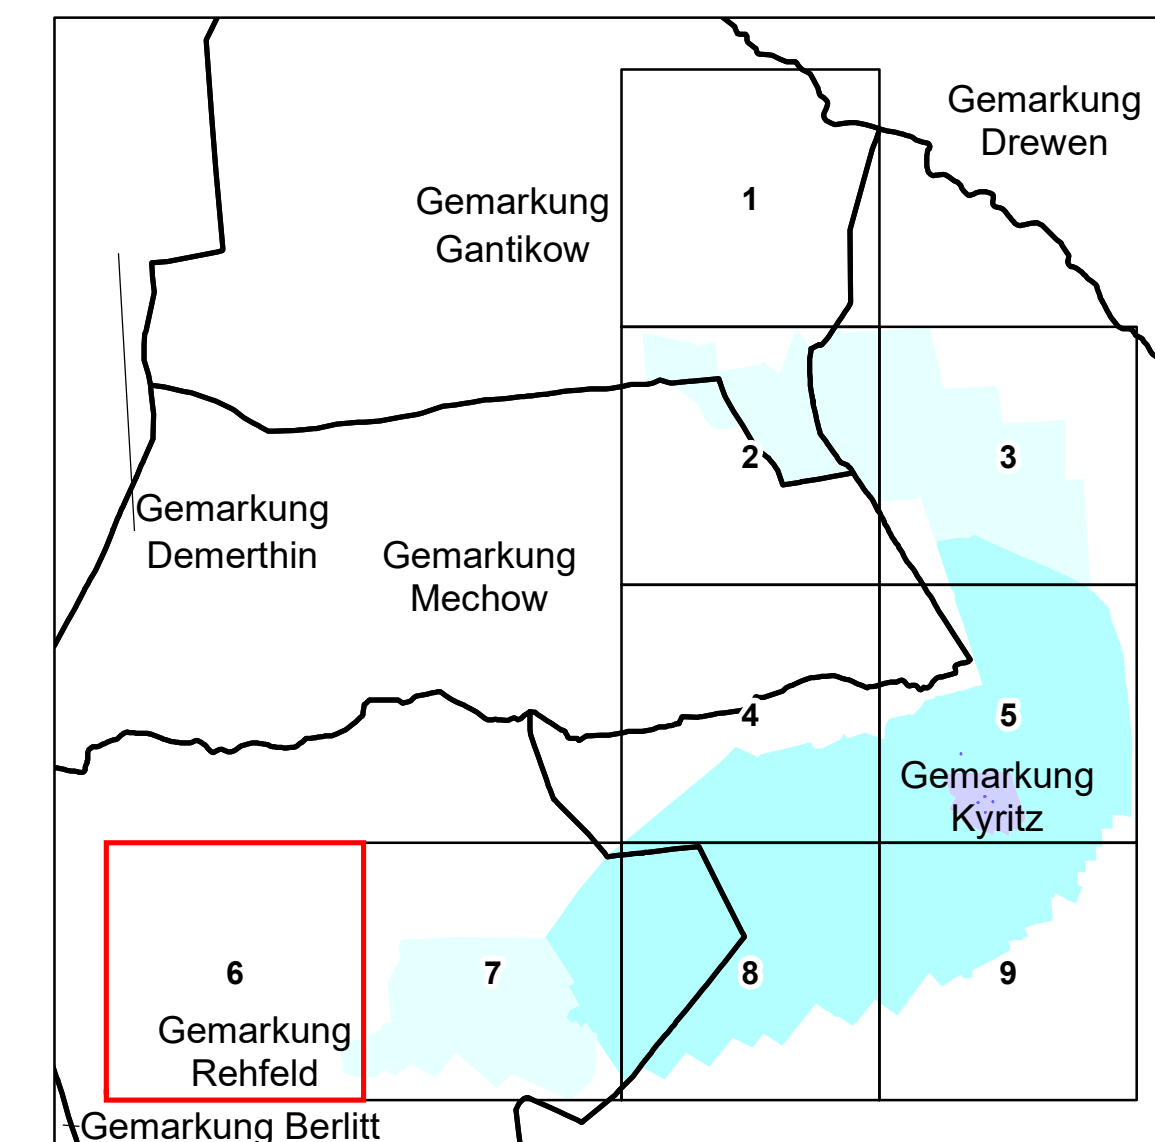 Gemarkung
Drewen
1
Gemarkung
Gantikow
2
3
Gemarkung
Demerthin
Gemarkung
Mechow
4
5
Gemarkung
Kyritz
6
7
8
9
Gemarkung
Rehfeld
Gemarkung Berlitt